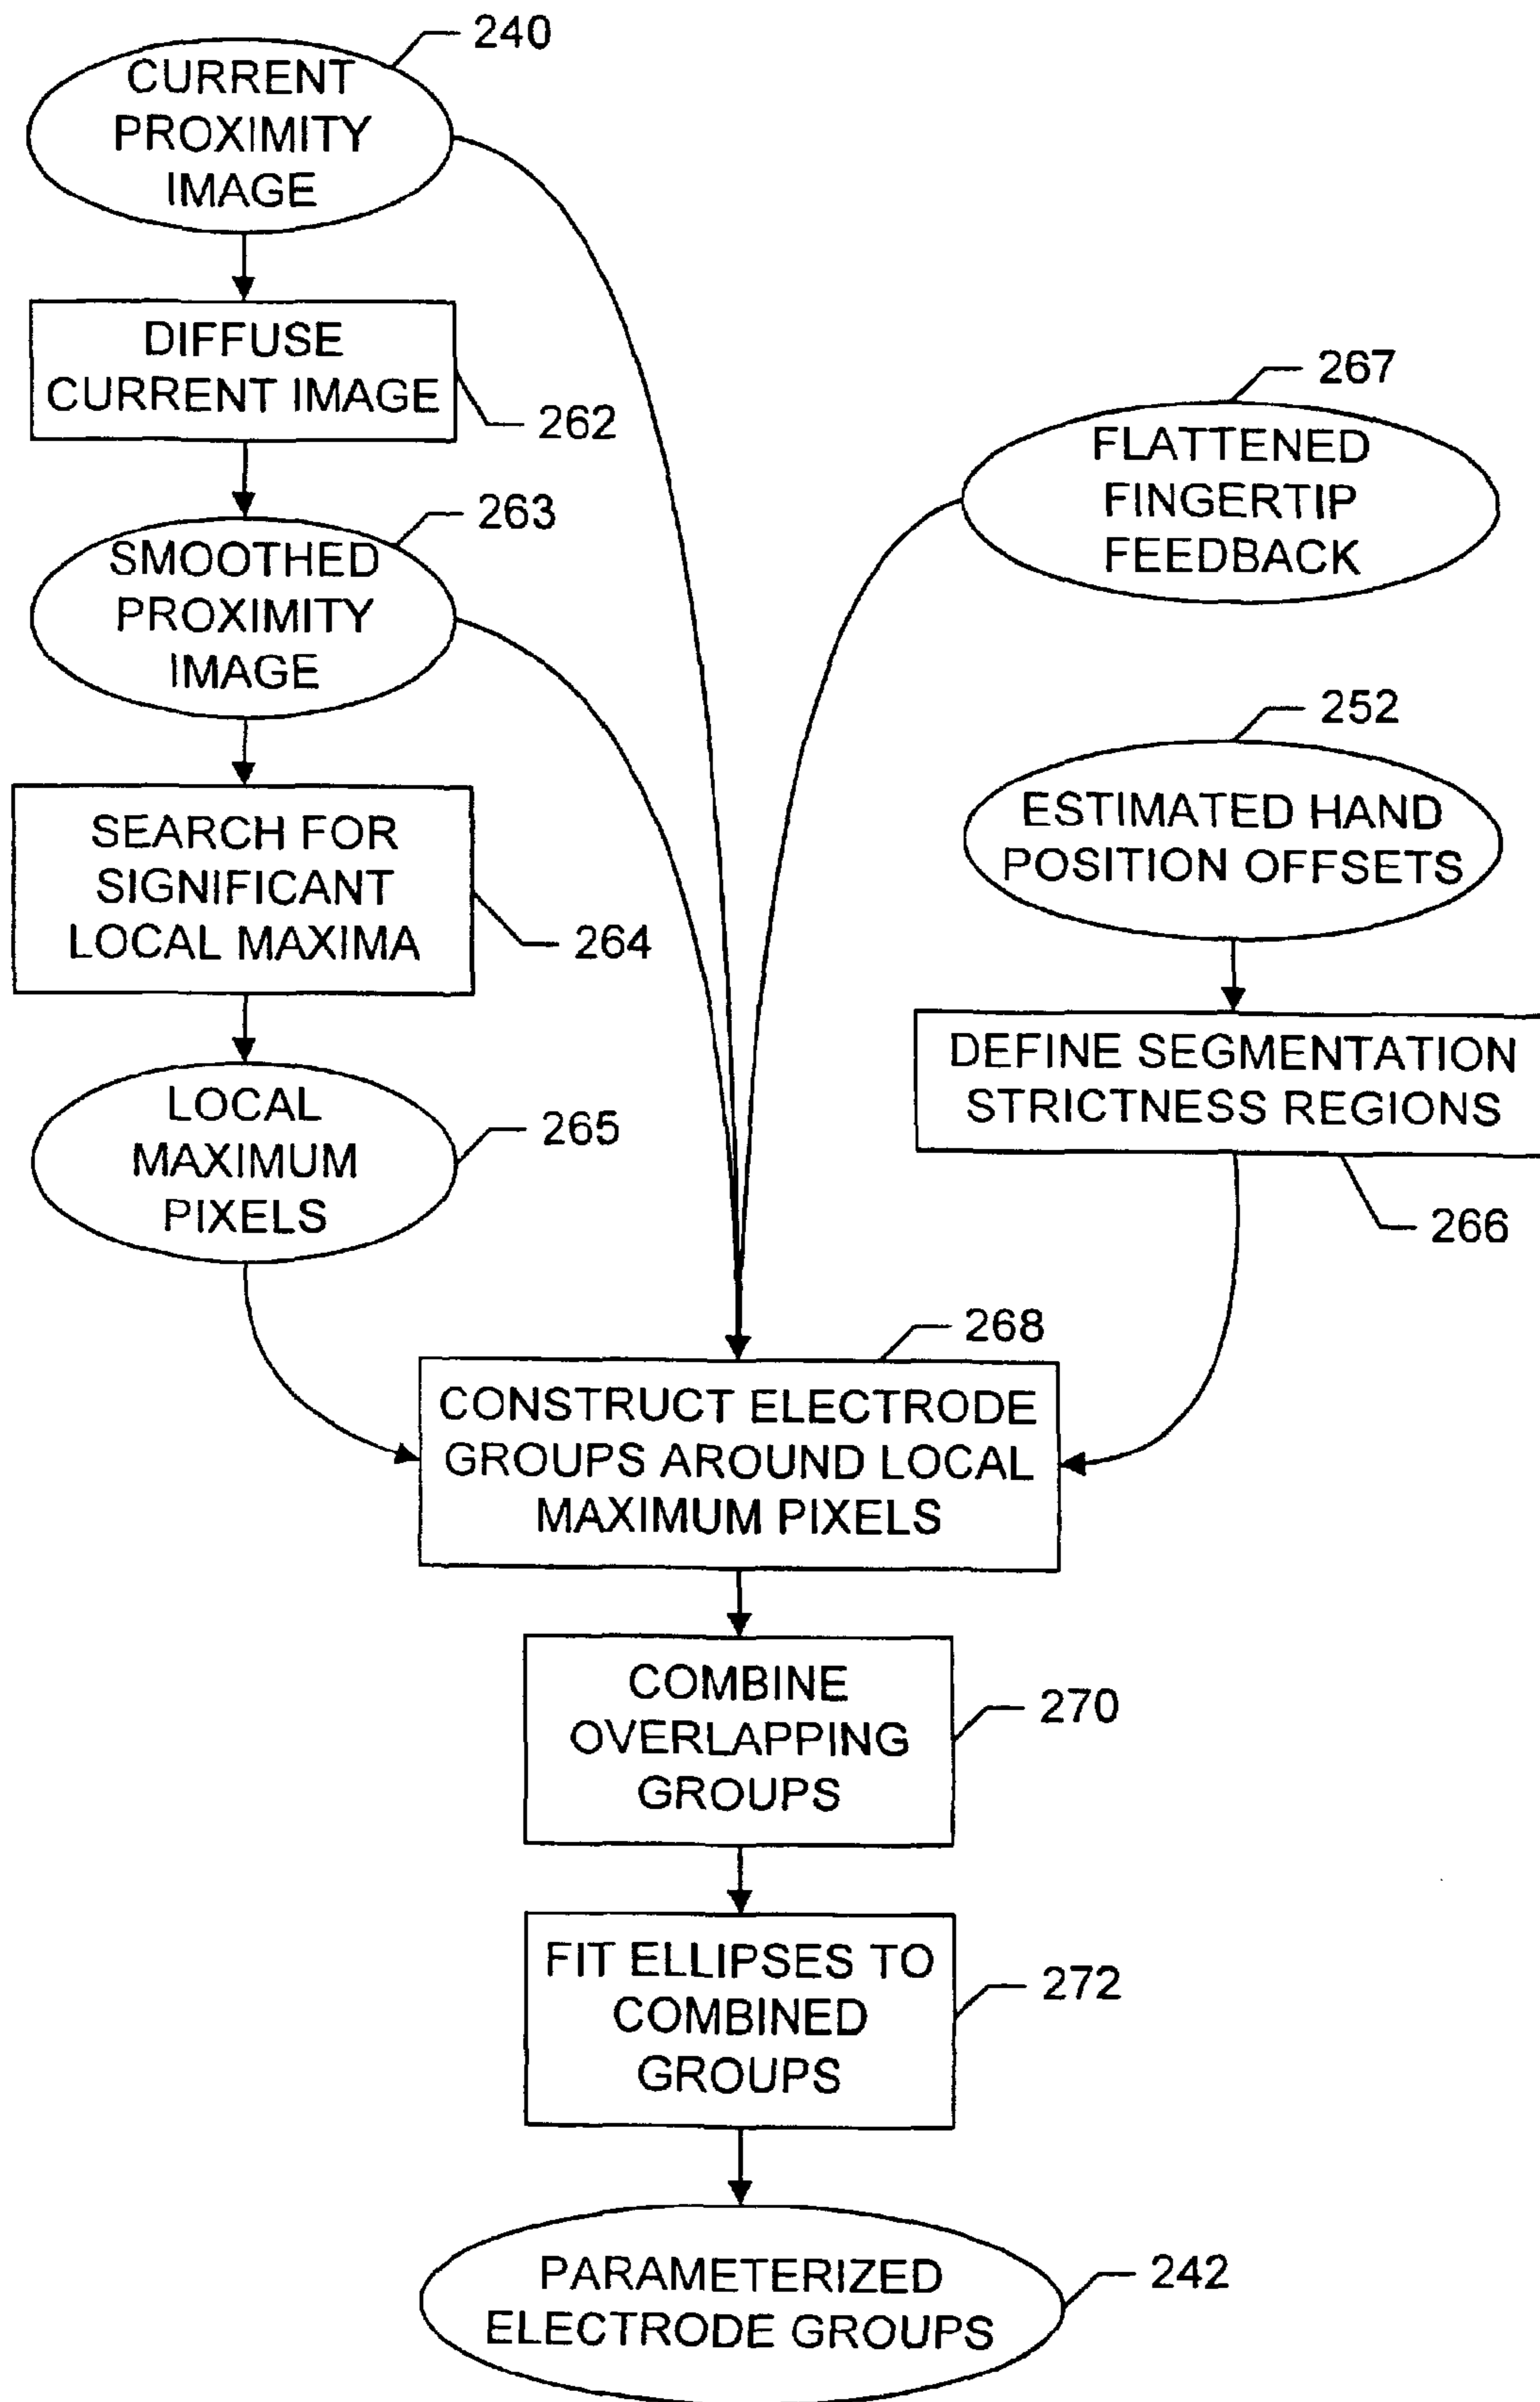 240
CURRENT
PROXIMITY
IMAGE
DIFFUSE
CURRENT IMAGE
262
267
FLATTENED
FINGERTIP
FEEDBACK
263
SMOOTHED
PROXIMITY
IMAGE
252
ESTIMATED HAND
POSITION OFFSETS
SEARCH FOR
SIGNIFICANT
LOCAL MAXIMA
264
DEFINE SEGMENTATION
STRICTNESS REGIONS
266
LOCAL
MAXIMUM
PIXELS
265
268
CONSTRUCT ELECTRODE
GROUPS AROUND LOCAL
MAXIMUM PIXELS
COMBINE
OVERLAPPING
GROUPS
270
FIT ELLIPSES TO
COMBINED
GROUPS
272
PARAMETERIZED
ELECTRODE GROUPS
242